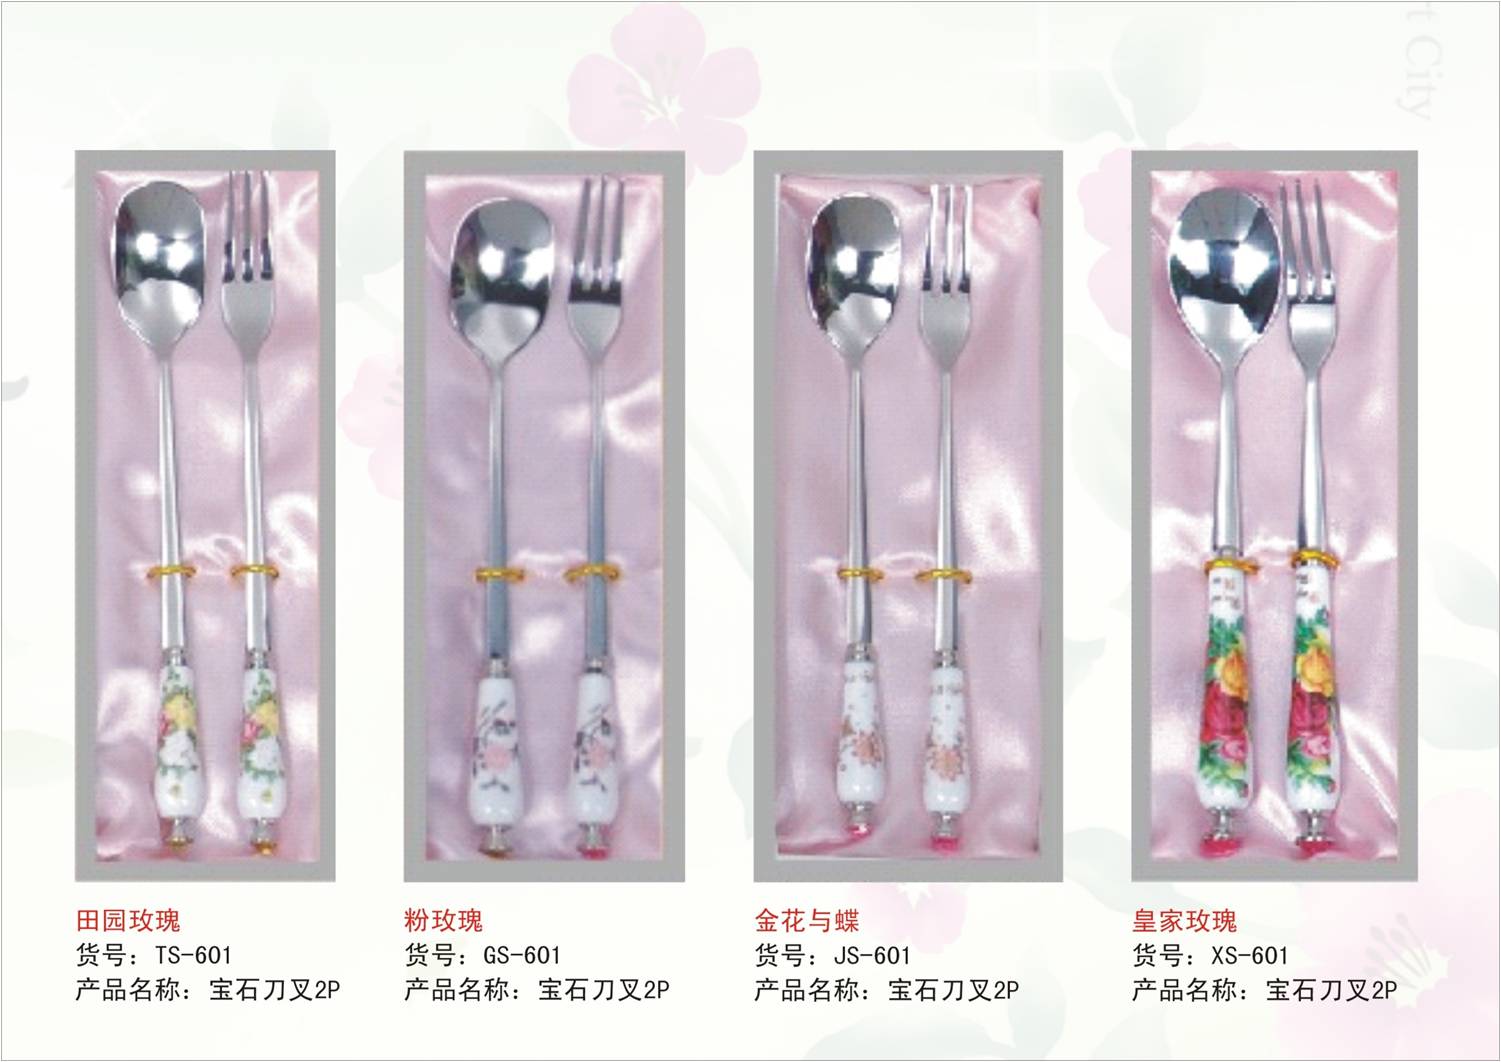 rt City
田园玫瑰
货号：TS-601
产品名称：宝石刀叉2P
粉玫瑰
货号：GS-601
产品名称：宝石刀叉2P
金花与蝶
货号：JS-601
产品名称：宝石刀叉2P
皇家玫瑰
货号：XS-601
产品名称：宝石刀叉2P